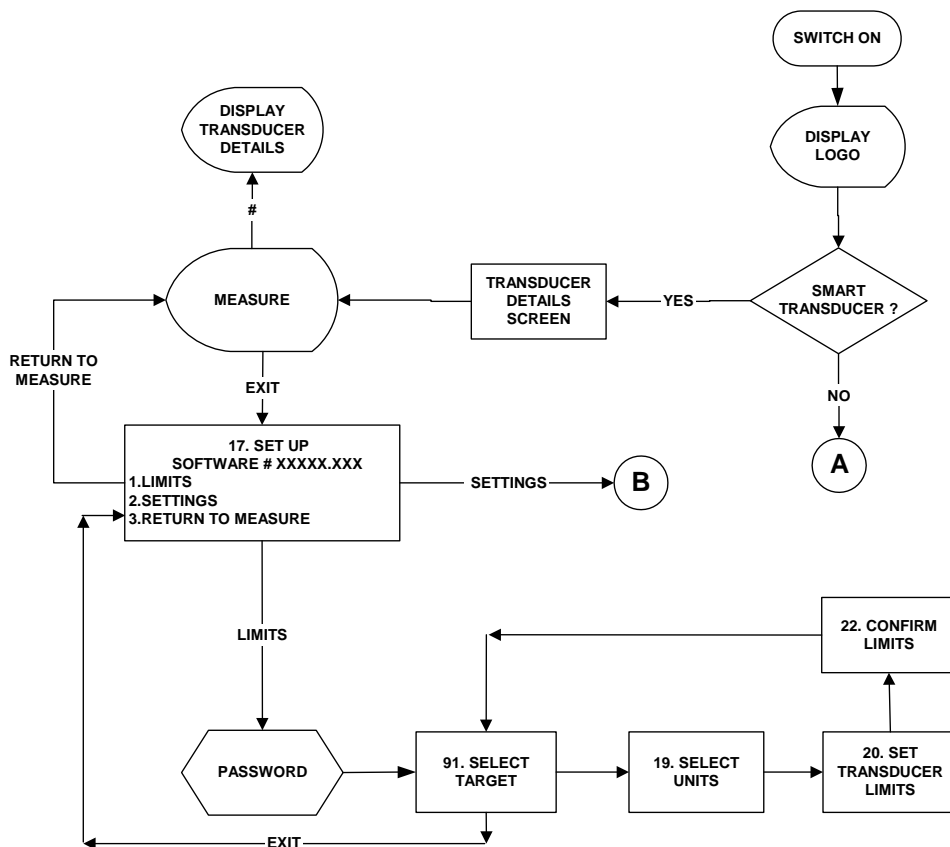 SWITCH ON
DISPLAY
TRANSDUCER
DETAILS
DISPLAY
LOGO
#
MEASURE
TRANSDUCER
DETAILS
SCREEN
YES
SMART
TRANSDUCER ?
RETURN TO
MEASURE
EXIT
NO
17. SET UP
SOFTWARE # XXXXX.XXX
1.LIMITS
2.SETTINGS
3.RETURN TO MEASURE
SETTINGS
B
A
LIMITS
22. CONFIRM
LIMITS
PASSWORD
91. SELECT
TARGET
19. SELECT
UNITS
20. SET
TRANSDUCER
LIMITS
EXIT